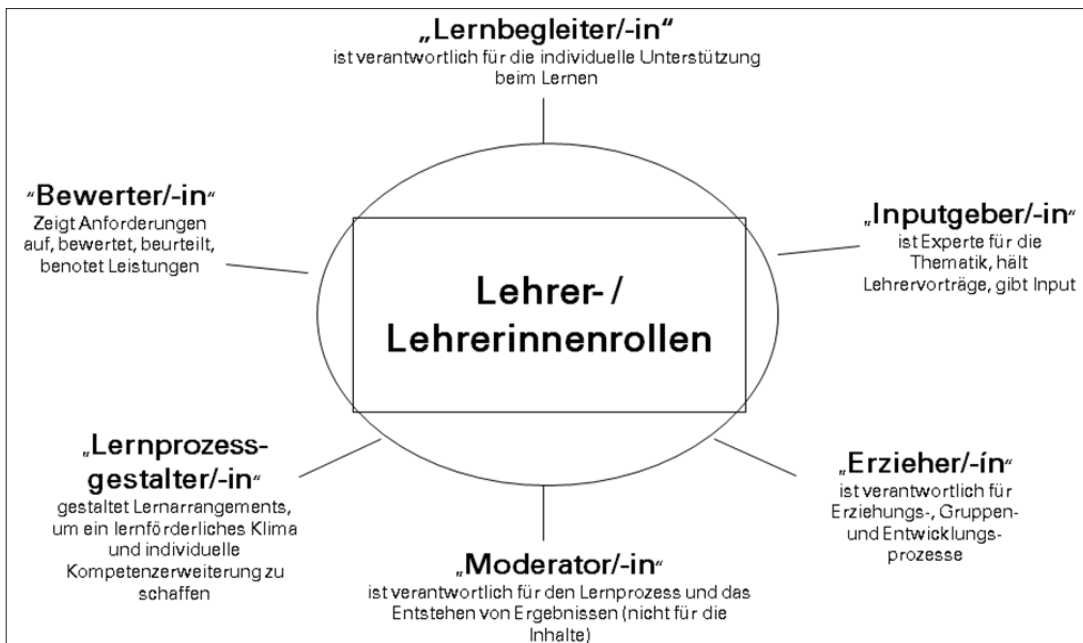 „Lernbegleiter/-in“
ist verantwortlich für die individuelle Unterstützung
beim Lernen
"Bewerter/-in“
Zeigt Anforderungen
auf, bewertet, beurteilt,
benotet Leistungen
„Inputgeber/-in“
ist Experte für die
Thematik, hält
Lehrervorträge, gibt Input
Lehrer- /
Lehrerinnenrollen
„Lernprozess-
gestalter/-in“
gestaltet Lernarrangements,
um ein lernförderliches Klima
und individuelle
Kompetenzerweiterung zu
schaffen
„Moderator/-in“
ist verantwortlich für den Lernprozess und das
Entstehen von Ergebnissen (nicht für die
Inhalte)
„Erzieher/-ín“
ist verantwortlich für
Erziehungs-, Gruppen-
und Entwicklungs-
prozesse